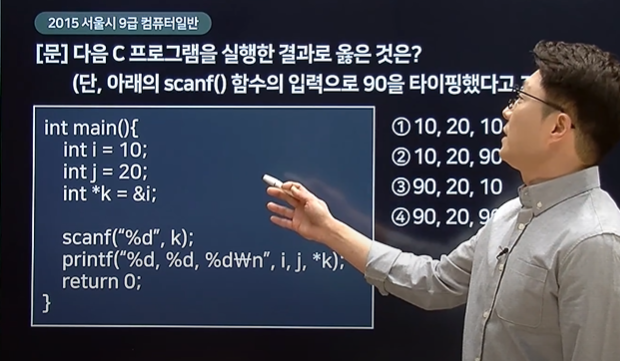 2015 서울시 9급 컴퓨터일반
[문] 다음 C 프로그램을 실행한 결과로 옳은 것은?
(단, 아래의 scanf() 함수의 입력으로 90을 타이핑했다고
int main(){
int i = 10;
int j = 20;
int *k = &i;
scanf(“%d”, k);
printf(“%d, %d, %d₩n”, i, j, *k);
return 0;
}
① 10, 20, 10
② 10, 20, 90
③ 90, 20, 10
④ 90, 20, 90